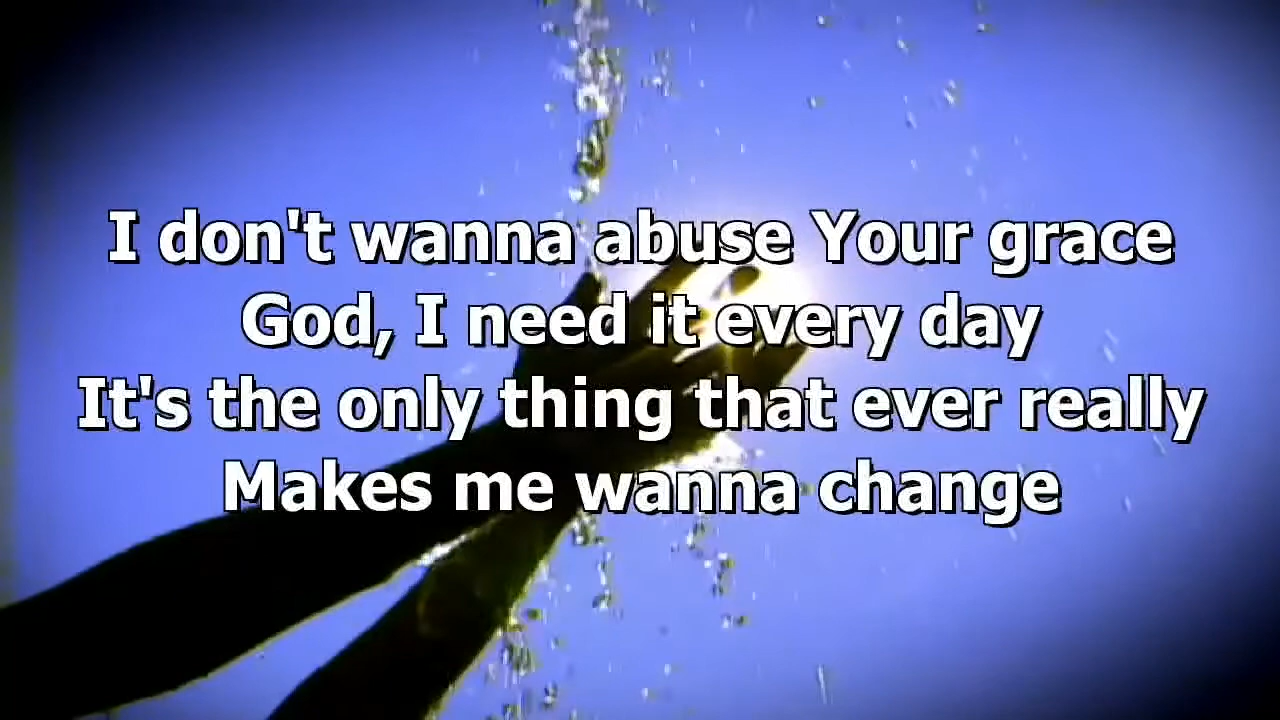 I don't wanna abuse Your grace
God, I need it every day
It's the only thing that ever really
Makes me wanna change